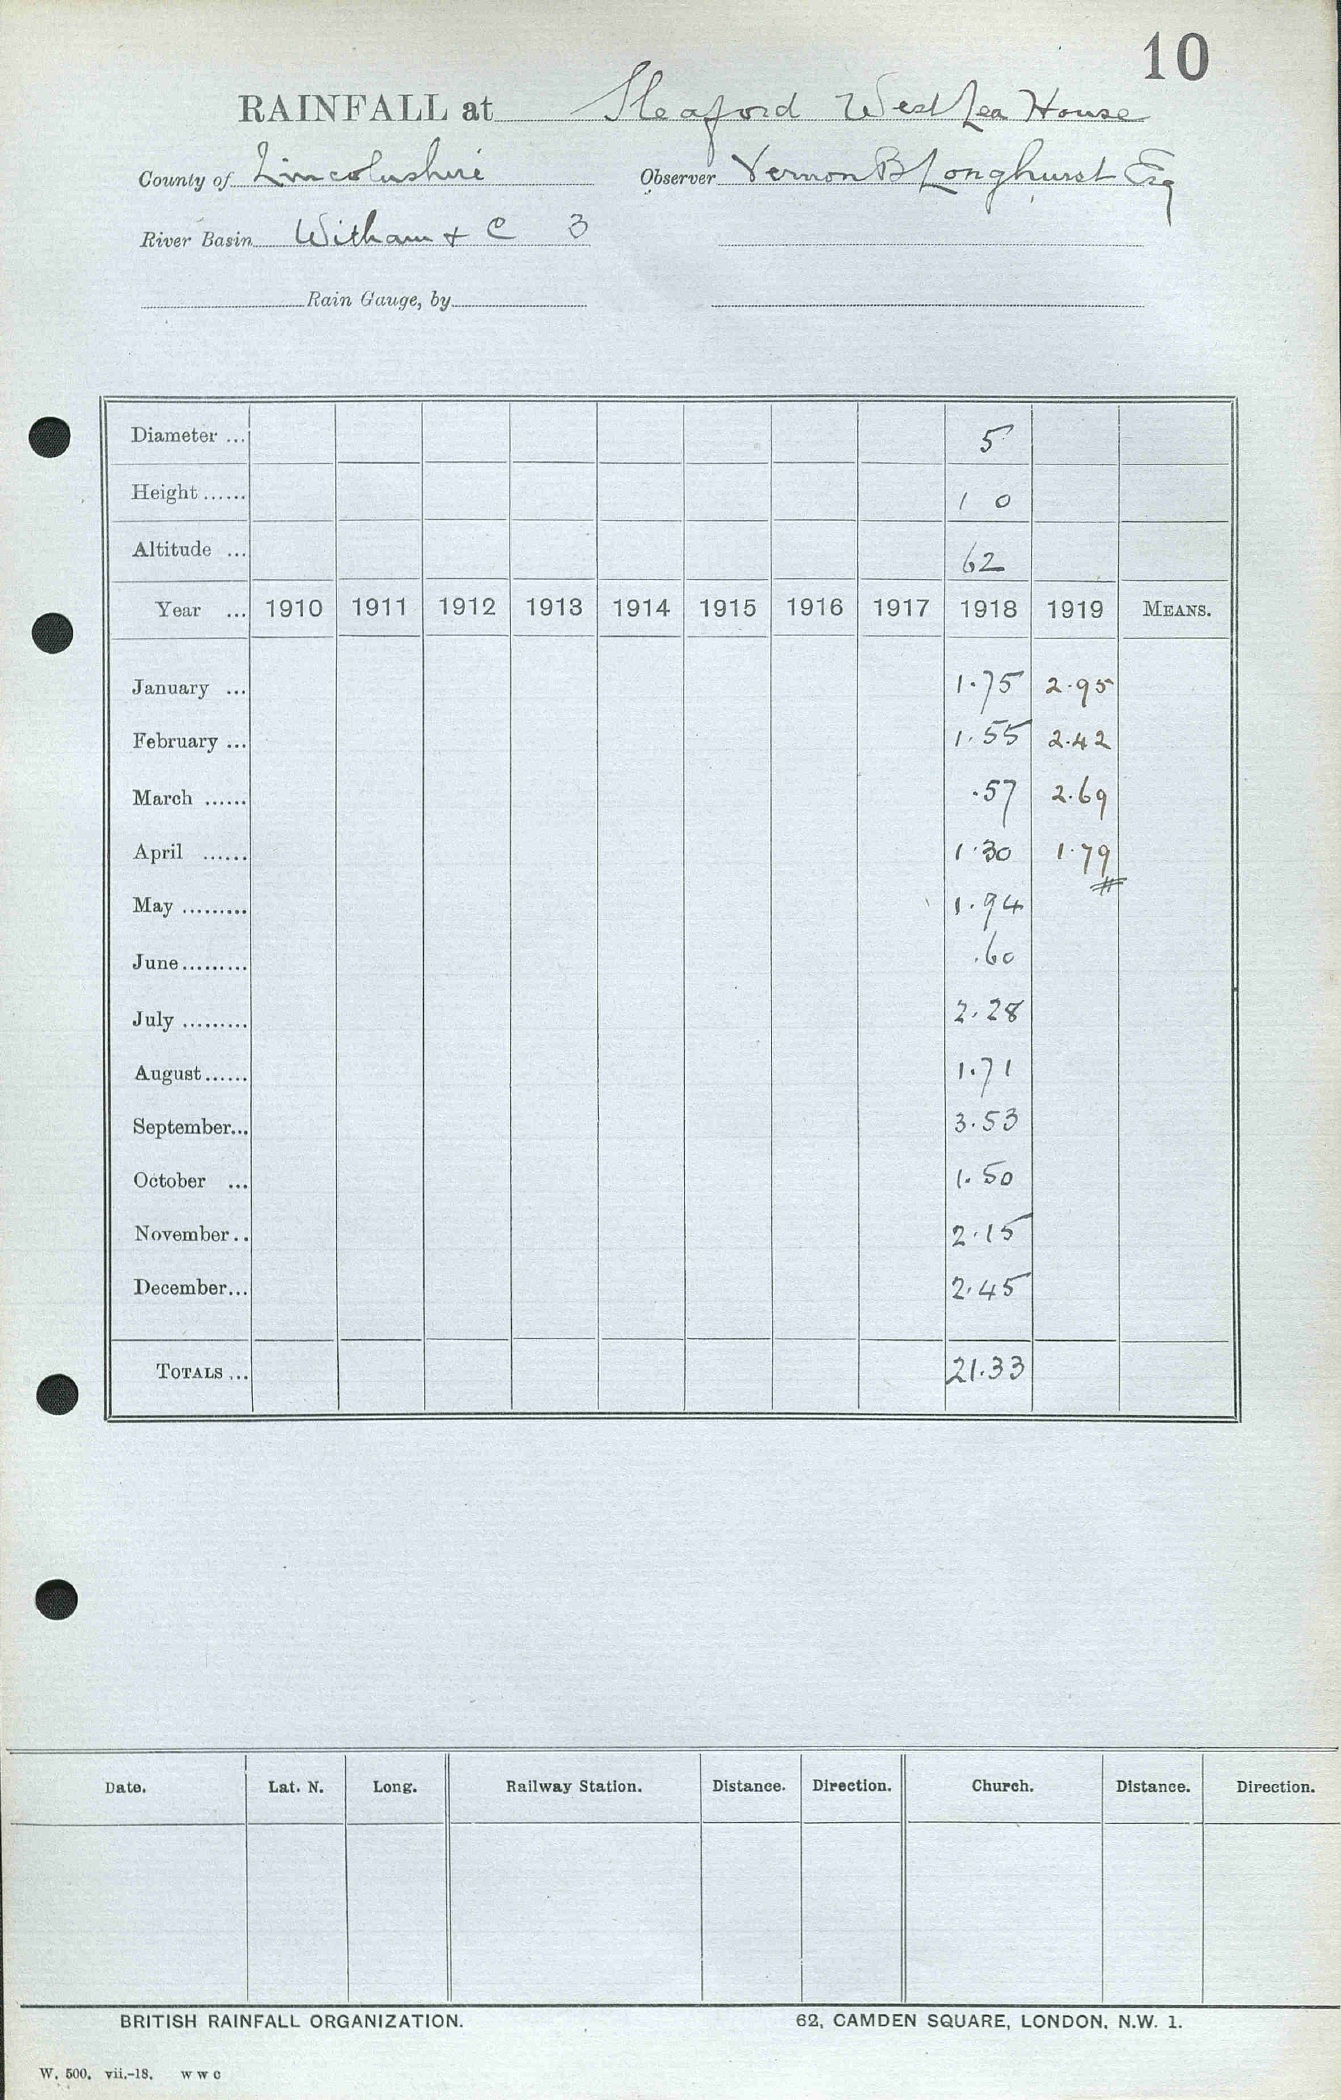 10
RAINFALL at Sleaford West Lea House
County of Lincolnshire Observer Vernon B Longhurst Esq
River Basin Witham & C 3
Rain Gauge, by
Diameter ... 5
Height ...... 1 0
Altitude ... 62
Year ... 1910 1911 1912 1913 1914 1915 1916 1917 1918 1919 MEANS.
January ... 1.75 2.95
February ... 1.55 2.42
March ...... .57 2.69
April ...... 1.30 1.79
May ......... 1.94
June ......... .60
July ......... 2.28
August ...... 1.71
September... 3.53
October ... 1.50
November .. 2.15
December... 2.45
TOTALS ... 21.33
Date. Lat. N. Long. Railway Station. Distance. Direction. Church. Distance. Direction.
BRITISH RAINFALL ORGANIZATION. 62, CAMDEN SQUARE, LONDON, N.W. 1.
W. 500. vii.-18. w w c